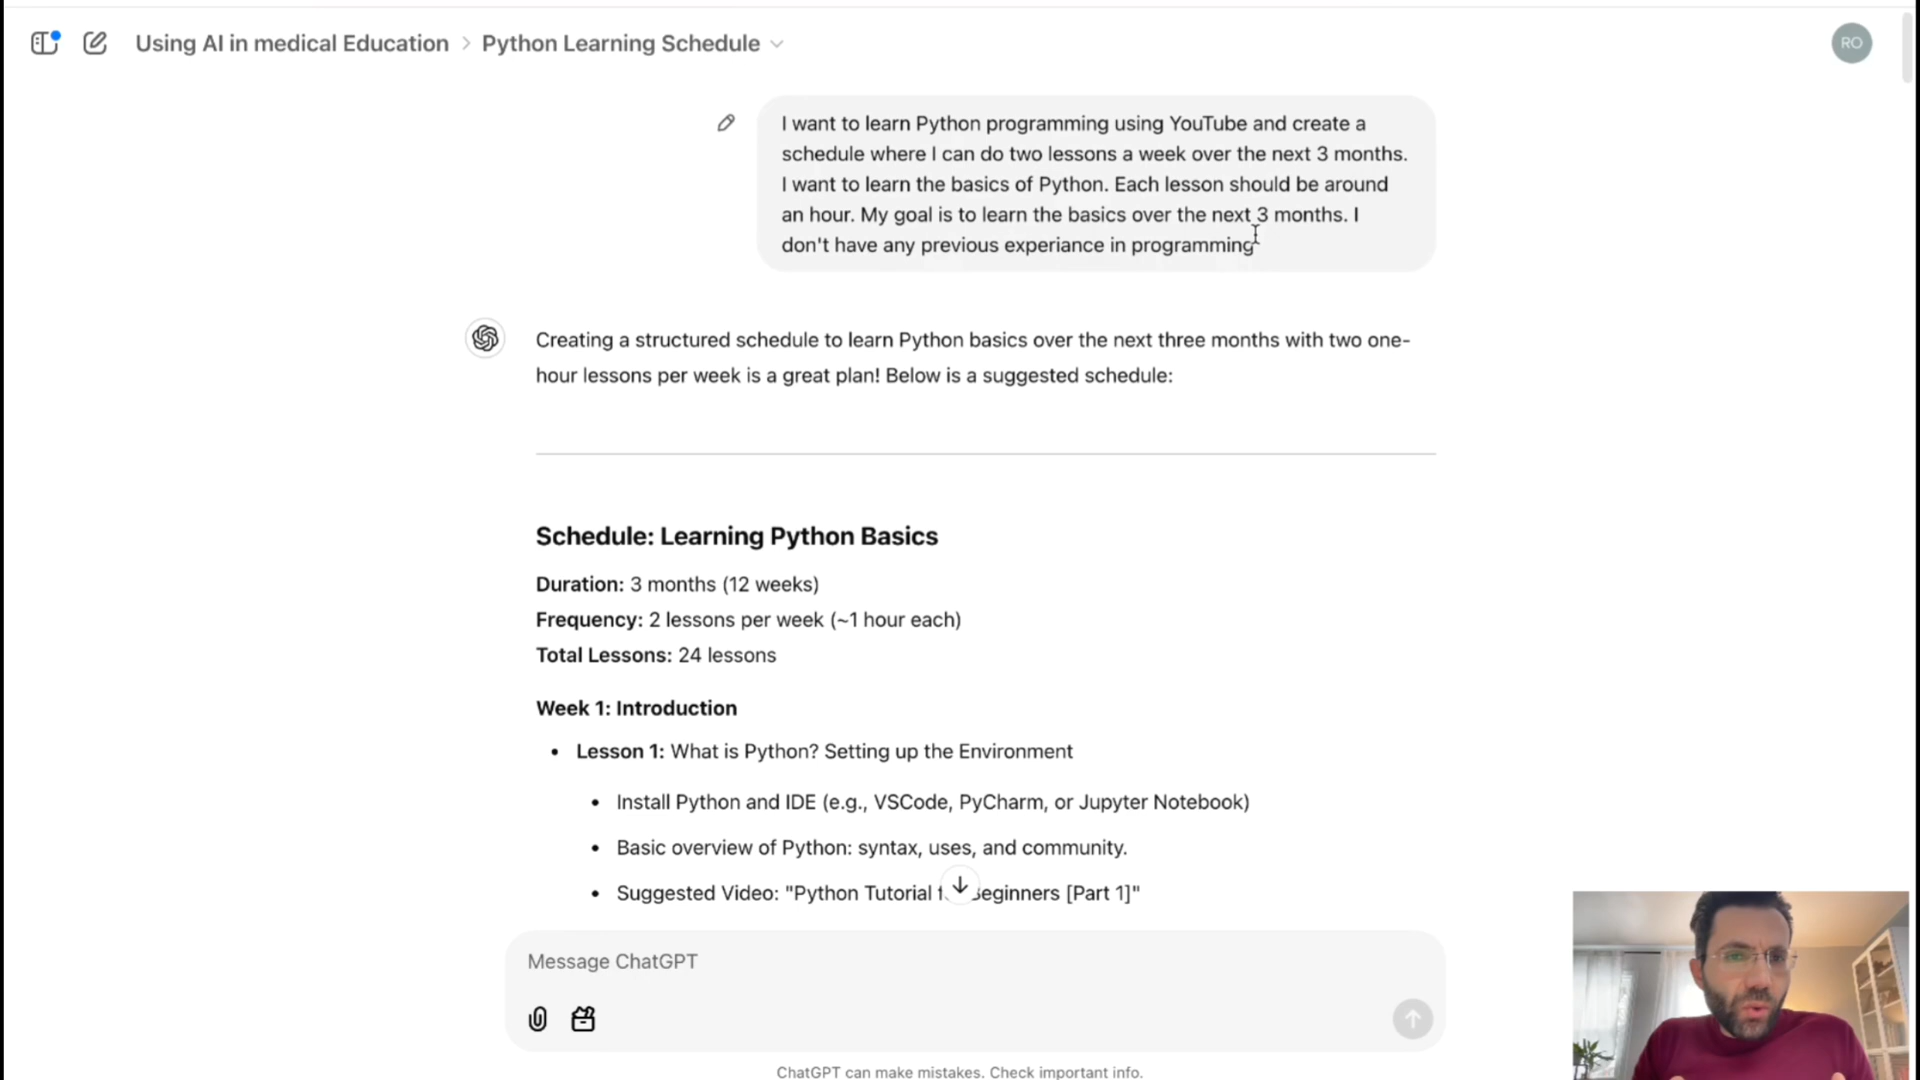 Using AI in medical Education > Python Learning Schedule
RO
I want to learn Python programming using YouTube and create a
schedule where I can do two lessons a week over the next 3 months.
I want to learn the basics of Python. Each lesson should be around
an hour. My goal is to learn the basics over the next 3 months. I
don't have any previous experiance in programming
Creating a structured schedule to learn Python basics over the next three months with two one-
hour lessons per week is a great plan! Below is a suggested schedule:
Schedule: Learning Python Basics
Duration: 3 months (12 weeks)
Frequency: 2 lessons per week (~1 hour each)
Total Lessons: 24 lessons
Week 1: Introduction
• Lesson 1: What is Python? Setting up the Environment
• Install Python and IDE (e.g., VSCode, PyCharm, or Jupyter Notebook)
• Basic overview of Python: syntax, uses, and community.
• Suggested Video: "Python Tutorial Beginners [Part 1]"
Message ChatGPT
ChatGPT can make mistakes. Check important info.